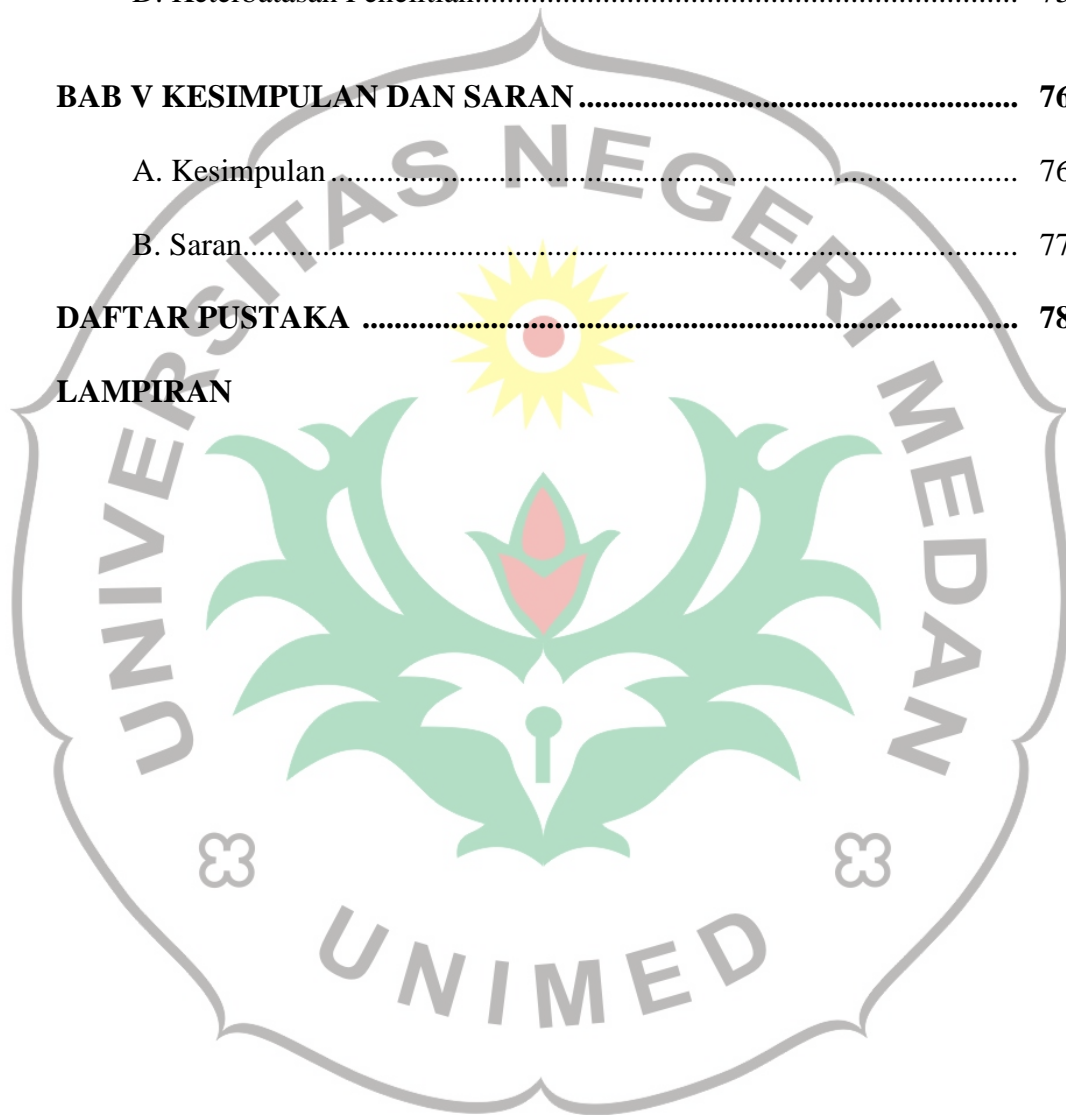 BAB V KESIMPULAN DAN SARAN ........................................................ 76
A. Kesimpulan ........................................................ 76
B. Saran ........................................................ 77
DAFTAR PUSTAKA ........................................................ 78
LAMPIRAN
UNIVERSITAS NEGERI MEDAN
UNIMED